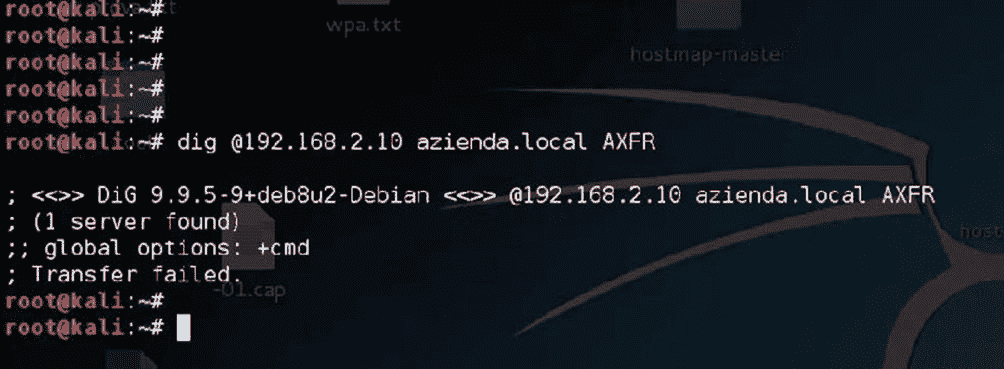 root@kali:~#
wpa.txt
root@kali:~#
root@kali:~#
hostmap-master
root@kali:~#
root@kali:~#
root@kali:~# dig @192.168.2.10 azienda.local AXFR
; <<>> DiG 9.9.5-9+deb8u2-Debian <<>> @192.168.2.10 azienda.local AXFR
; (1 server found)
;; global options: +cmd
; Transfer failed.
-01.cap
root@kali:~#
root@kali:~#